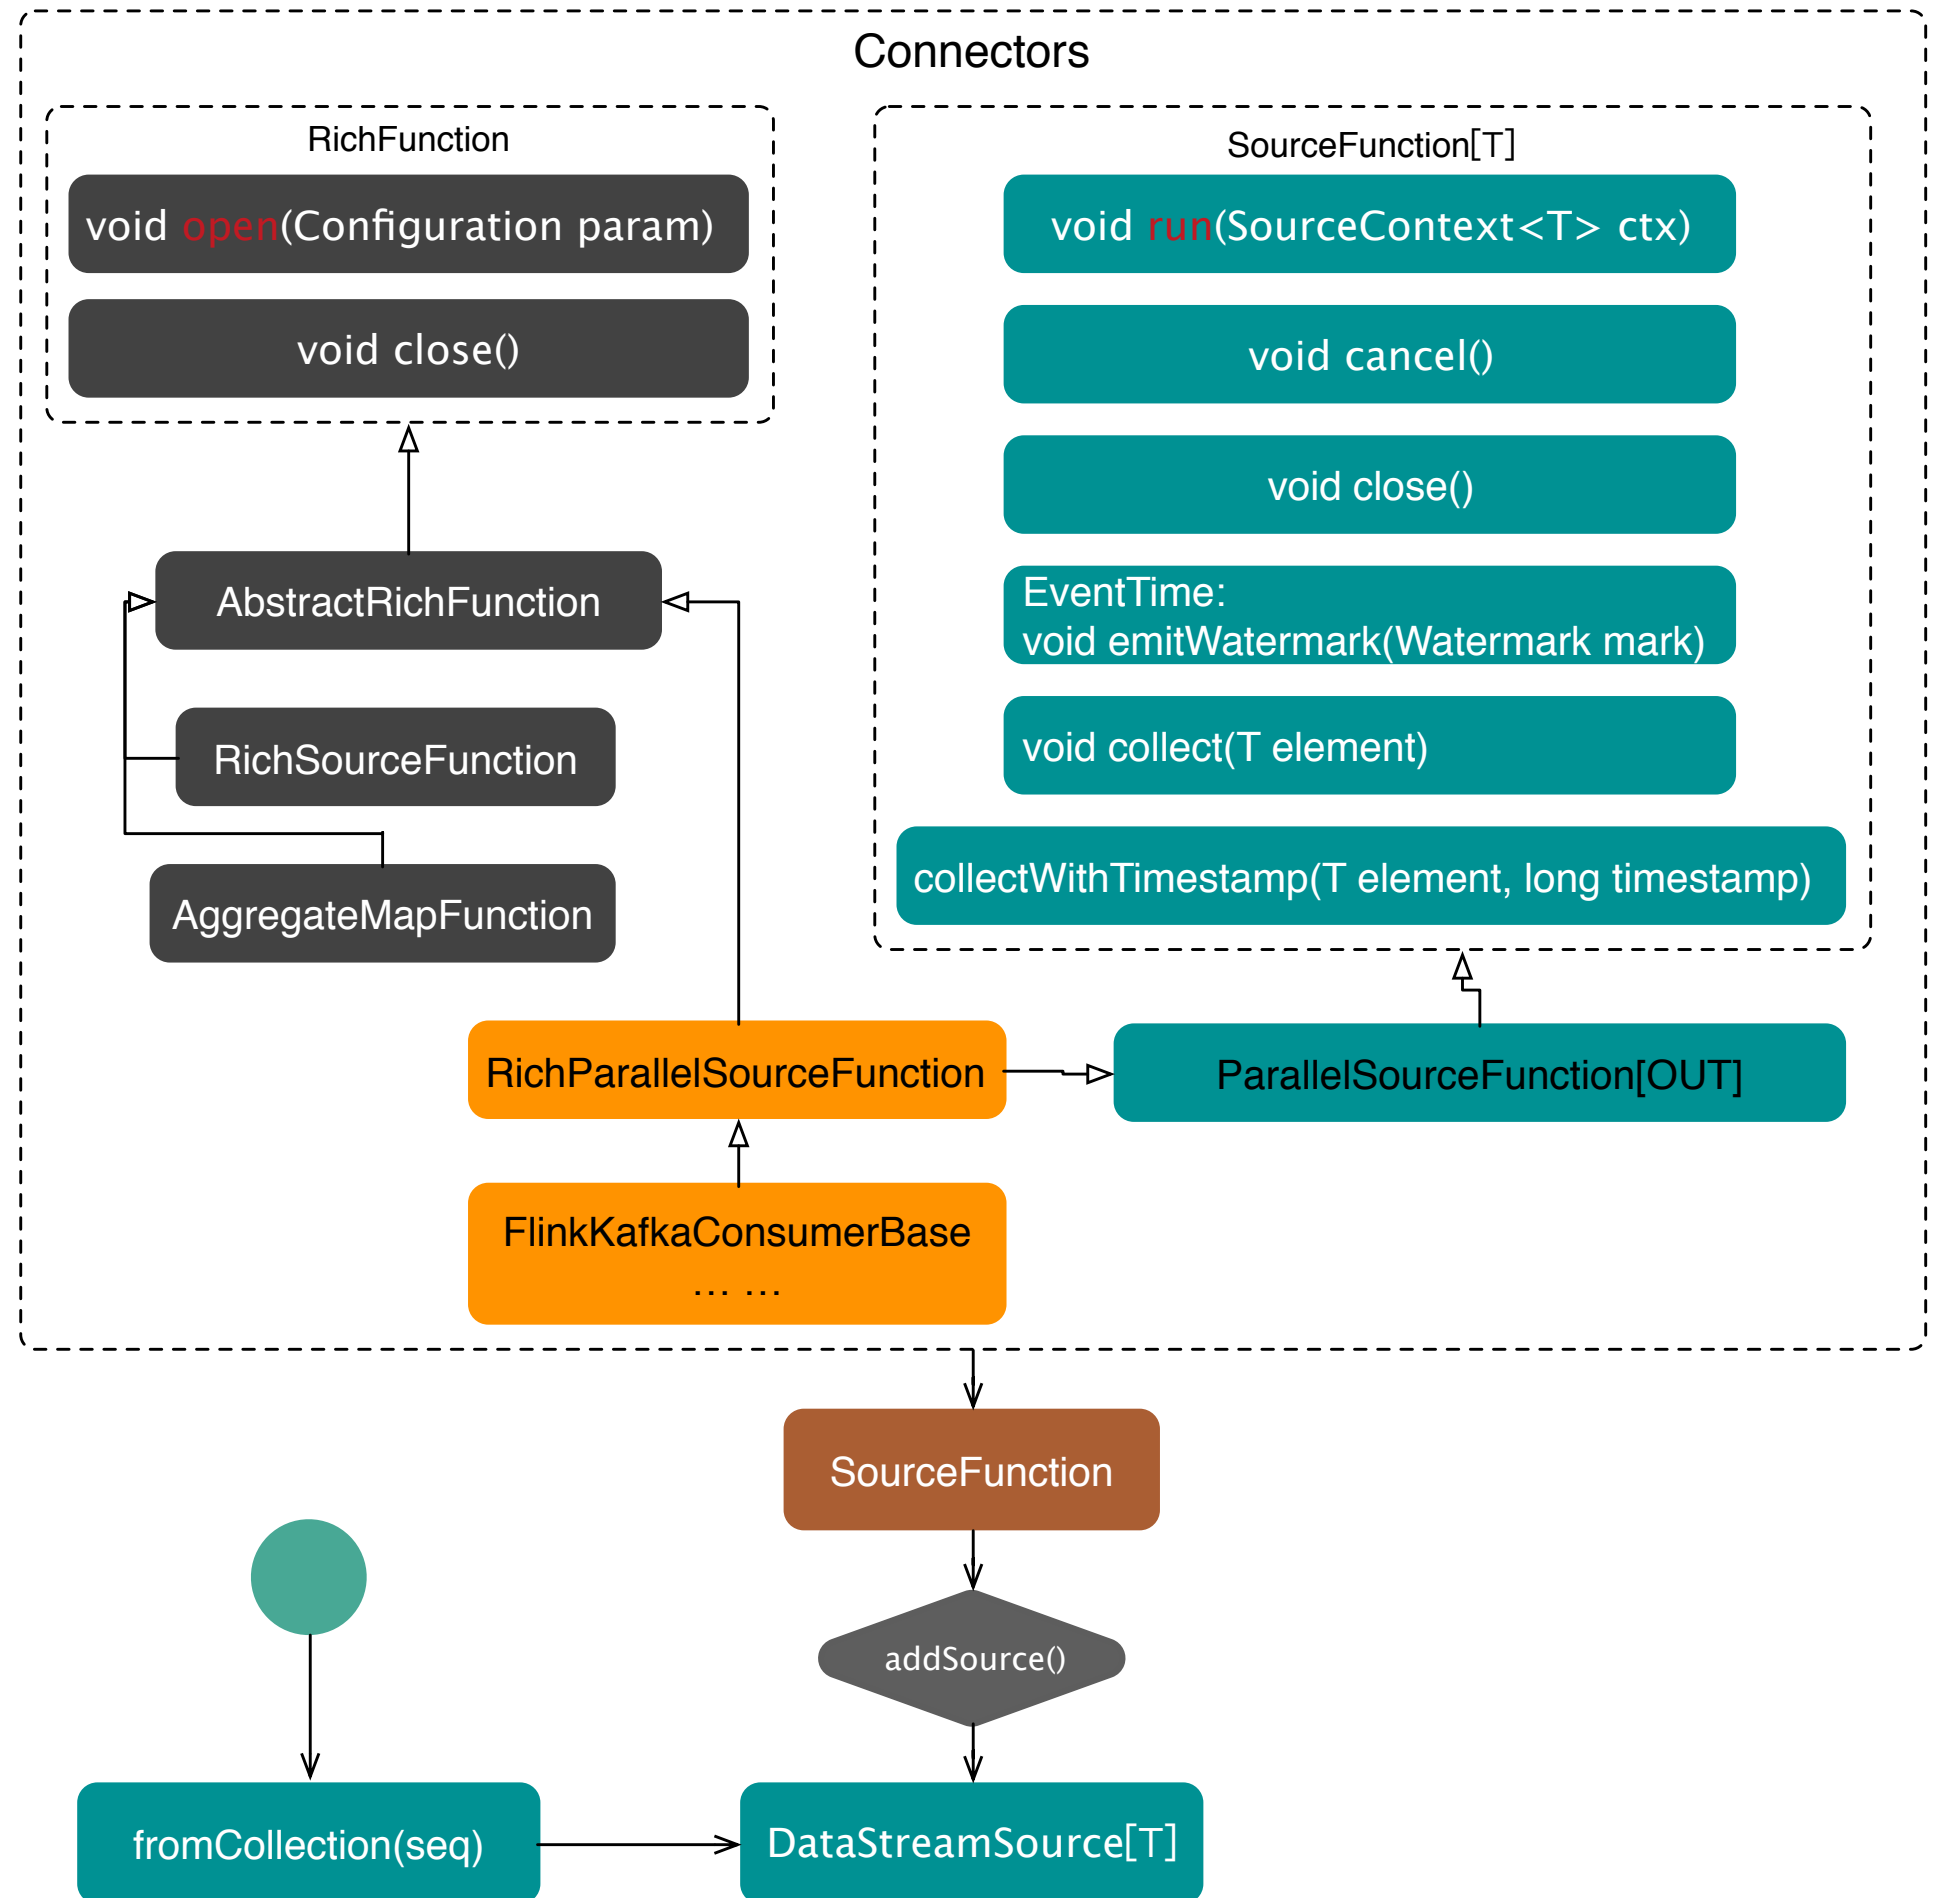 Connectors
RichFunction
void open(Configuration param)
void close()
AbstractRichFunction
RichSourceFunction
AggregateMapFunction
SourceFunction[T]
void run(SourceContext<T> ctx)
void cancel()
void close()
EventTime:
void emitWatermark(Watermark mark)
void collect(T element)
collectWithTimestamp(T element, long timestamp)
RichParallelSourceFunction
ParallelSourceFunction[OUT]
FlinkKafkaConsumerBase
... ...
SourceFunction
addSource()
fromCollection(seq)
DataStreamSource[T]